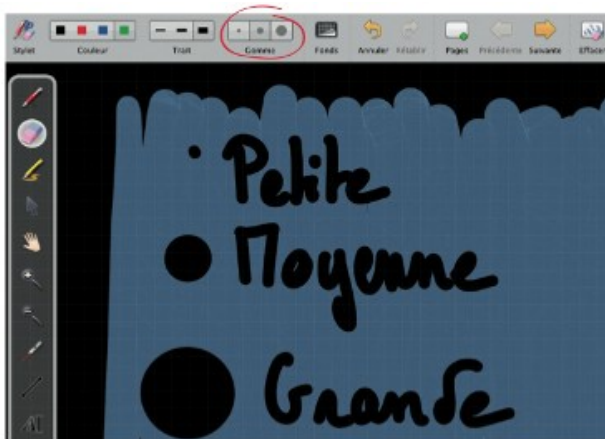 Stylet Couleur Trait Gomme Fonds Annuler Rétablir Pages Précédente Suivante Effacer
Petite
Moyenne
Grande